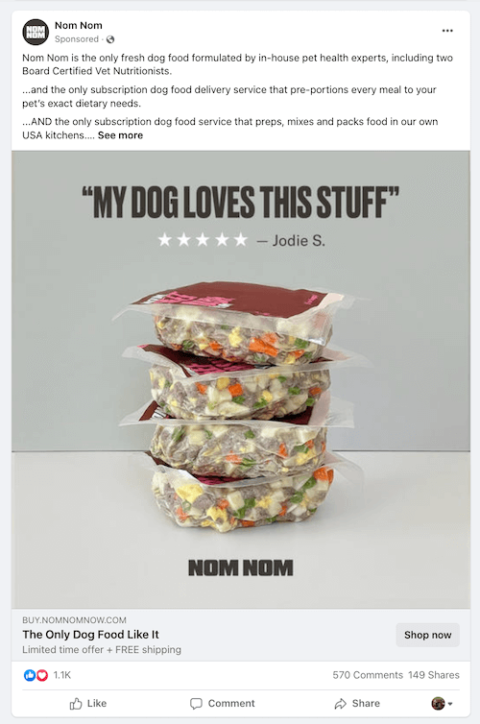 NOM
NOM
Nom Nom
Sponsored ·
Nom Nom is the only fresh dog food formulated by in-house pet health experts, including two
Board Certified Vet Nutritionists.
...and the only subscription dog food delivery service that pre-portions every meal to your
pet's exact dietary needs.
...AND the only subscription dog food service that preps, mixes and packs food in our own
USA kitchens.... See more
“MY DOG LOVES THIS STUFF”
— Jodie S.
NOM NOM
BUY.NOMNOMNOW.COM
The Only Dog Food Like It
Limited time offer + FREE shipping
Shop now
1.1K
570 Comments 149 Shares
Like Comment Share